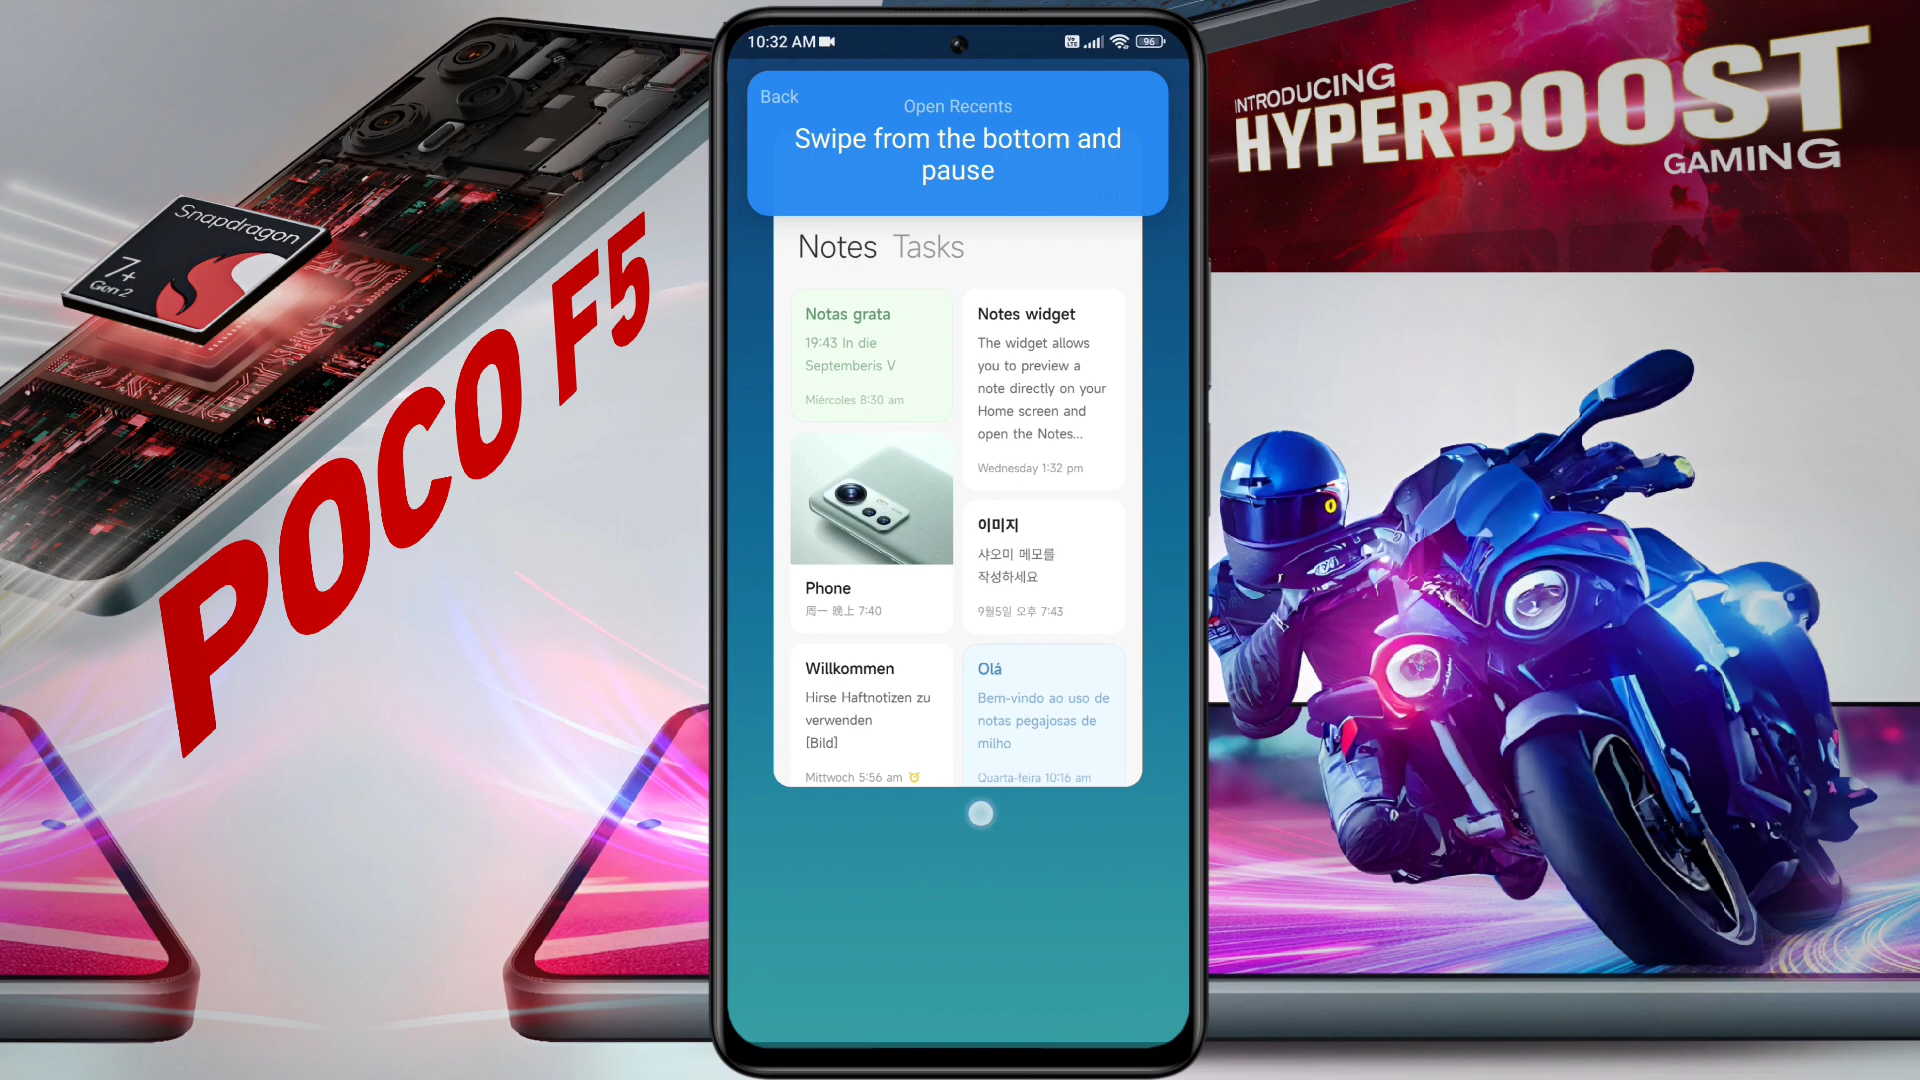 Snapdragon
7+
Gen 2
POCO F5
10:32 AM
Vo
LTE
96
Back
Open Recents
Swipe from the bottom and
pause
Notes Tasks
Notas grata
19:43 In die
Septemberis V
Miércoles 8:30 am
Phone
周一 晚上 7:40
Willkommen
Hirse Haftnotizen zu
verwenden
[Bild]
Mittwoch 5:56 am
Notes widget
The widget allows
you to preview a
note directly on your
Home screen and
open the Notes...
Wednesday 1:32 pm
이미지
샤오미 메모를
작성하세요
9월5일 오후 7:43
Olá
Bem-vindo ao uso de
notas pegajosas de
milho
Quarta-feira 10:16 am
INTRODUCING
HYPERBOOST
GAMING